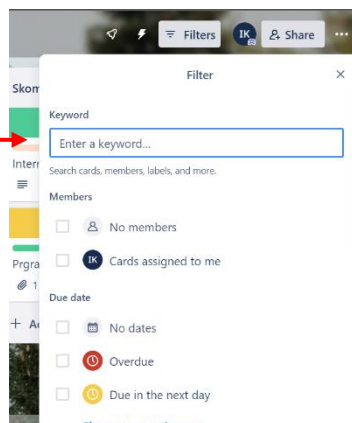 Filters IK Share
Filter
Skom
Keyword
Enter a keyword...
Intern
Search cards, members, labels, and more.
Members
No members
IK Cards assigned to me
Prgra
1
Due date
No dates
Overdue
Due in the next day